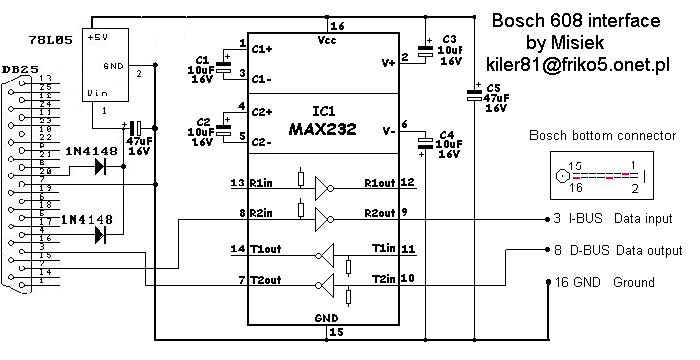 Bosch 608 interface
by Misiek
kiler81@friko5.onet.pl
78L05
+5V
GND
2
Vin
1
DB25
13
25
12
24
11
23
10
22
9
21
8
20
7
19
6
18
5
17
4
16
3
15
2
14
1
1N4148
1N4148
47uF
16V
C1
10uF
16V
1
C1+
3
C1-
C2
10uF
16V
4
C2+
5
C2-
16
Vcc
2
V+
IC1
MAX232
V-
6
C3
10uF
16V
C4
10uF
16V
C5
47uF
16V
13 R1in
R1out 12
8 R2in
R2out 9
14 T1out
T1in 11
7 T2out
T2in 10
GND
15
Bosch bottom connector
15
1
16
2
3 I-BUS Data input
8 D-BUS Data output
16 GND Ground